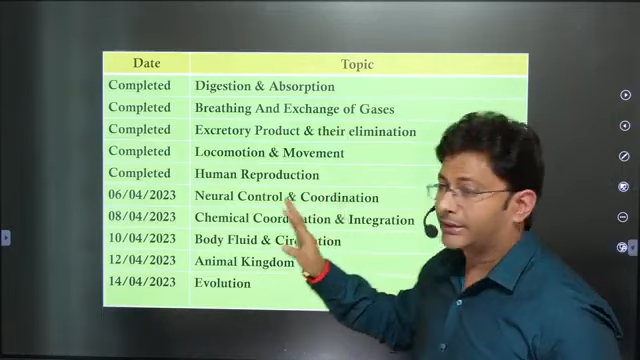 Date Topic
Completed Digestion & Absorption
Completed Breathing And Exchange of Gases
Completed Excretory Product & their elimination
Completed Locomotion & Movement
Completed Human Reproduction
06/04/2023 Neural Control & Coordination
08/04/2023 Chemical Coordination & Integration
10/04/2023 Body Fluid & Circulation
12/04/2023 Animal Kingdom
14/04/2023 Evolution